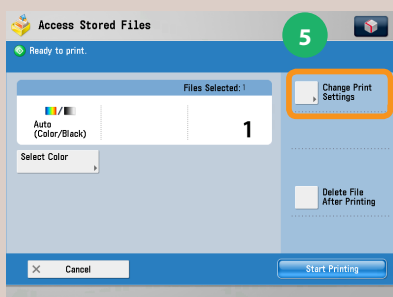 Access Stored Files
5
Ready to print.
Files Selected: 1
Change Print
Settings
Auto
(Color/Black)
1
Select Color
Delete File
After Printing
× Cancel
Start Printing